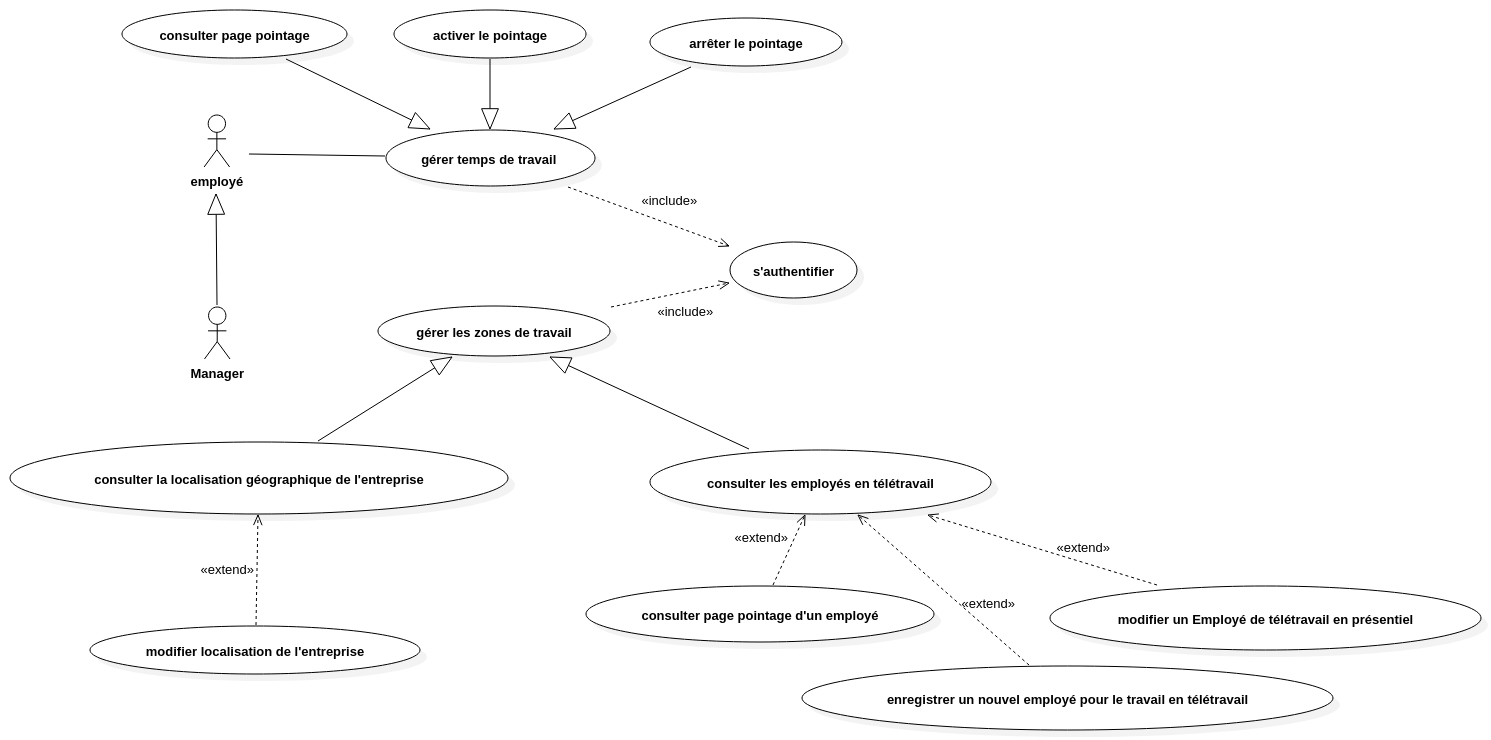 consulter page pointage
activer le pointage
arrêter le pointage
employé
gérer temps de travail
«include»
s'authentifier
«include»
gérer les zones de travail
Manager
consulter la localisation géographique de l'entreprise
consulter les employés en télétravail
«extend»
«extend»
«extend»
«extend»
consulter page pointage d'un employé
modifier un Employé de télétravail en présentiel
modifier localisation de l'entreprise
enregistrer un nouvel employé pour le travail en télétravail